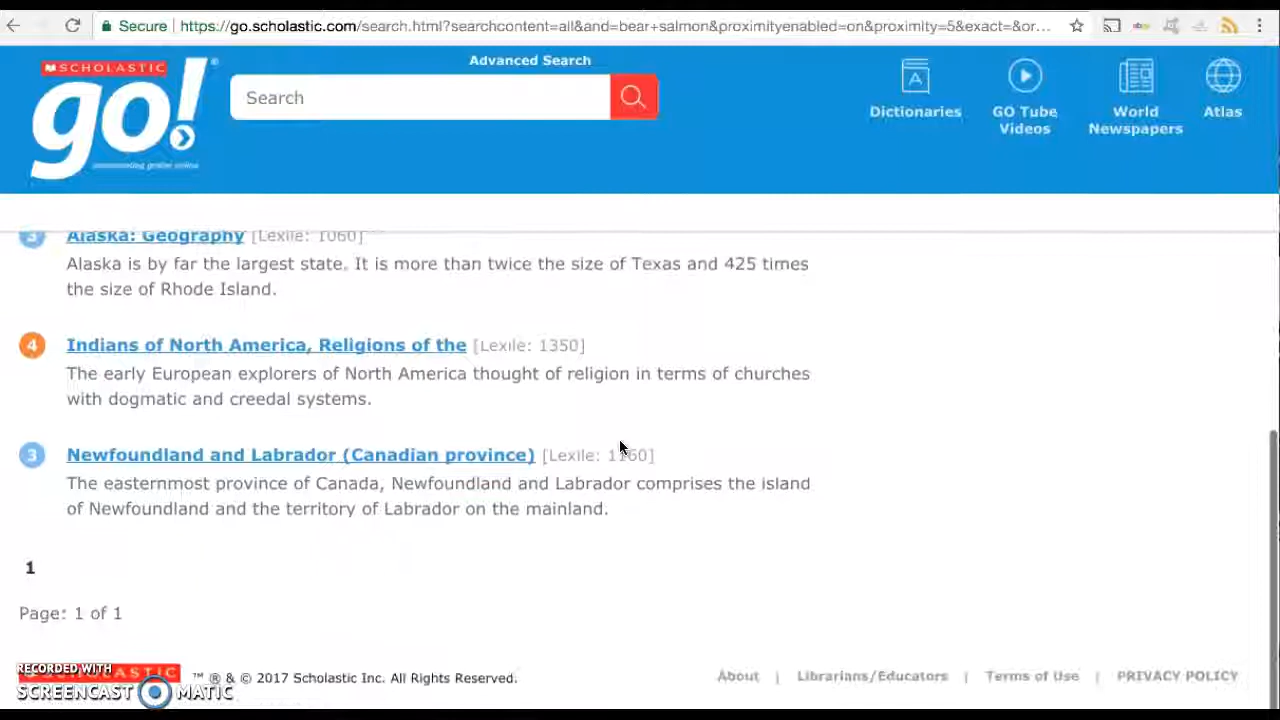 Secure https://go.scholastic.com/search.html?searchcontent=all&and=bear+salmon&proximityenabled=on&proximity=5&exact=&or...
SCHOLASTIC
go!
®
Advanced Search
Search
Dictionaries
GO Tube
Videos
World
Newspapers
Atlas
3 Alaska: Geography [Lexile: 1060]
Alaska is by far the largest state. It is more than twice the size of Texas and 425 times
the size of Rhode Island.
4 Indians of North America, Religions of the [Lexile: 1350]
The early European explorers of North America thought of religion in terms of churches
with dogmatic and creedal systems.
3 Newfoundland and Labrador (Canadian province) [Lexile: 1160]
The easternmost province of Canada, Newfoundland and Labrador comprises the island
of Newfoundland and the territory of Labrador on the mainland.
1
Page: 1 of 1
RECORDED WITH
SCREENCAST MATIC
SCHOLASTIC ™ ® & © 2017 Scholastic Inc. All Rights Reserved.
About | Librarians/Educators | Terms of Use | PRIVACY POLICY